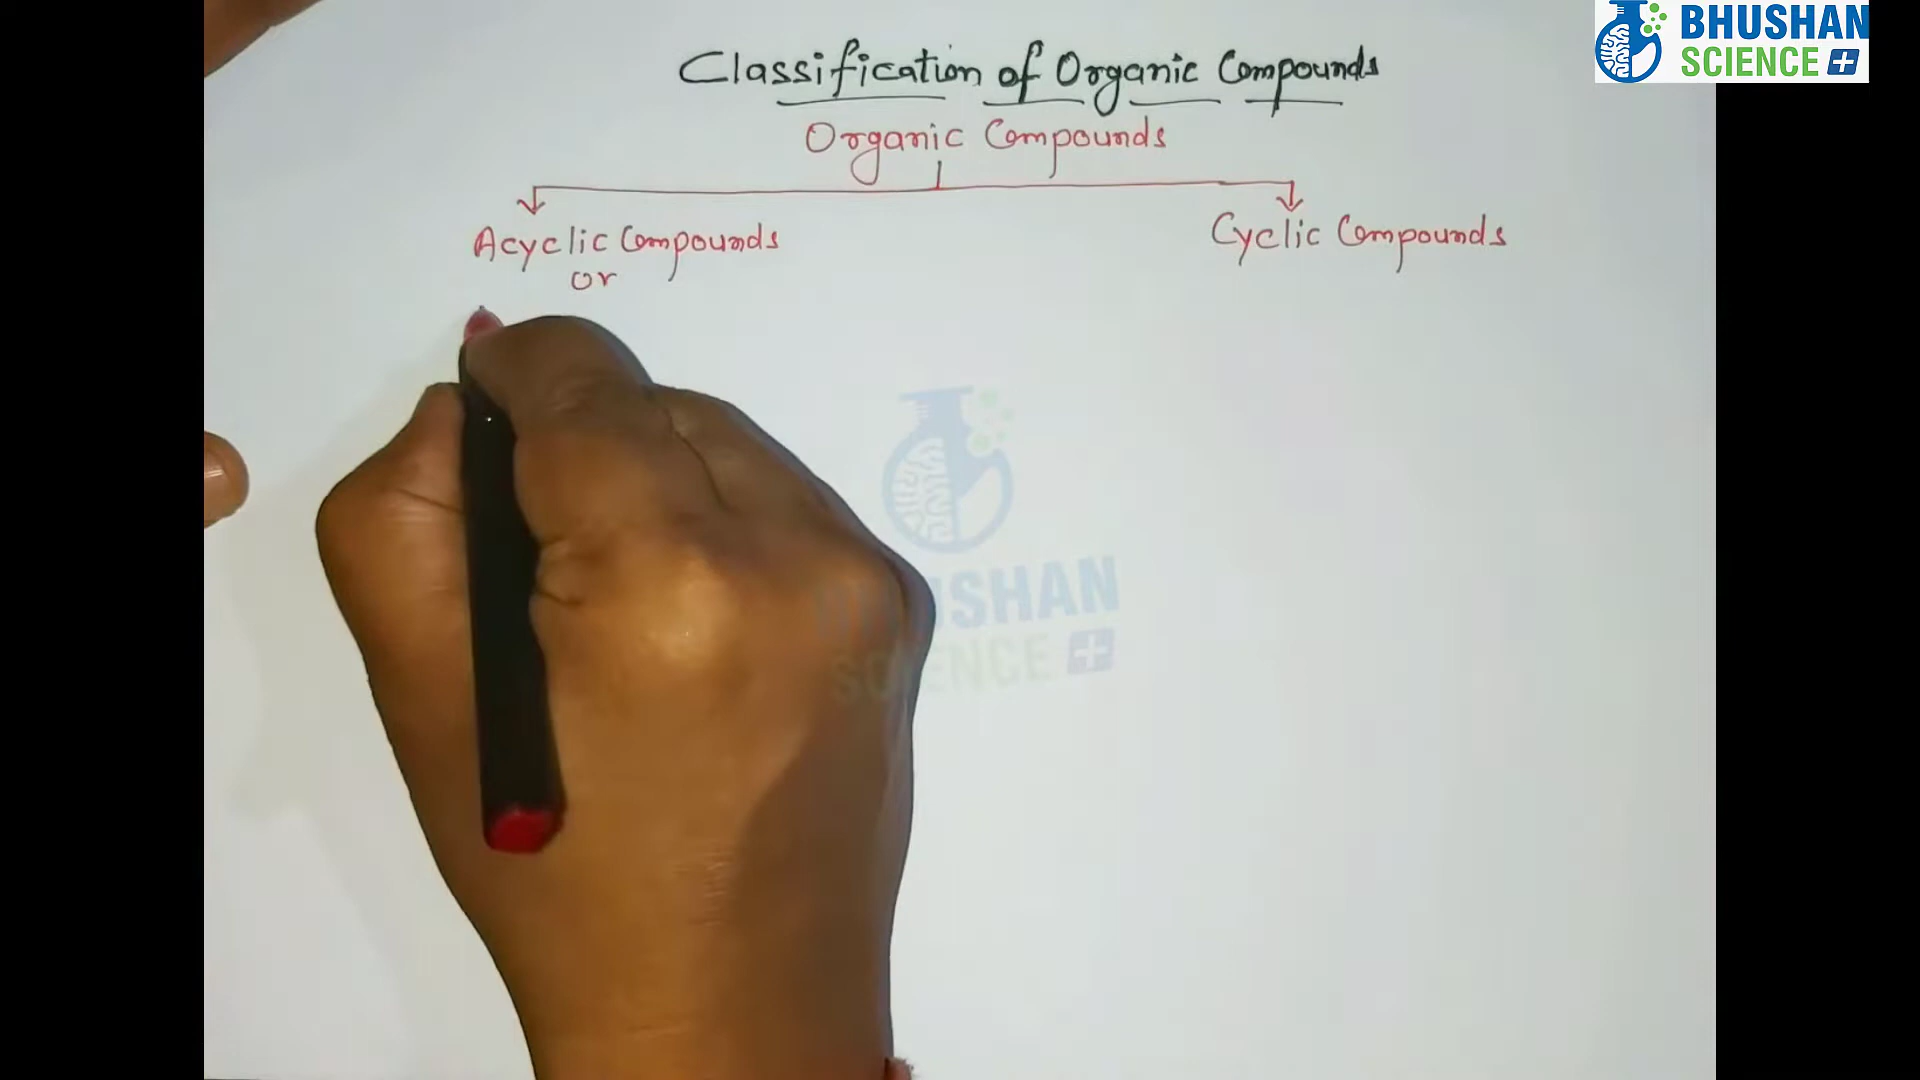 BHUSHAN
SCIENCE +
Classification of Organic Compounds
Organic Compounds
Acyclic Compounds
or
Cyclic Compounds
BHUSHAN
SCIENCE +